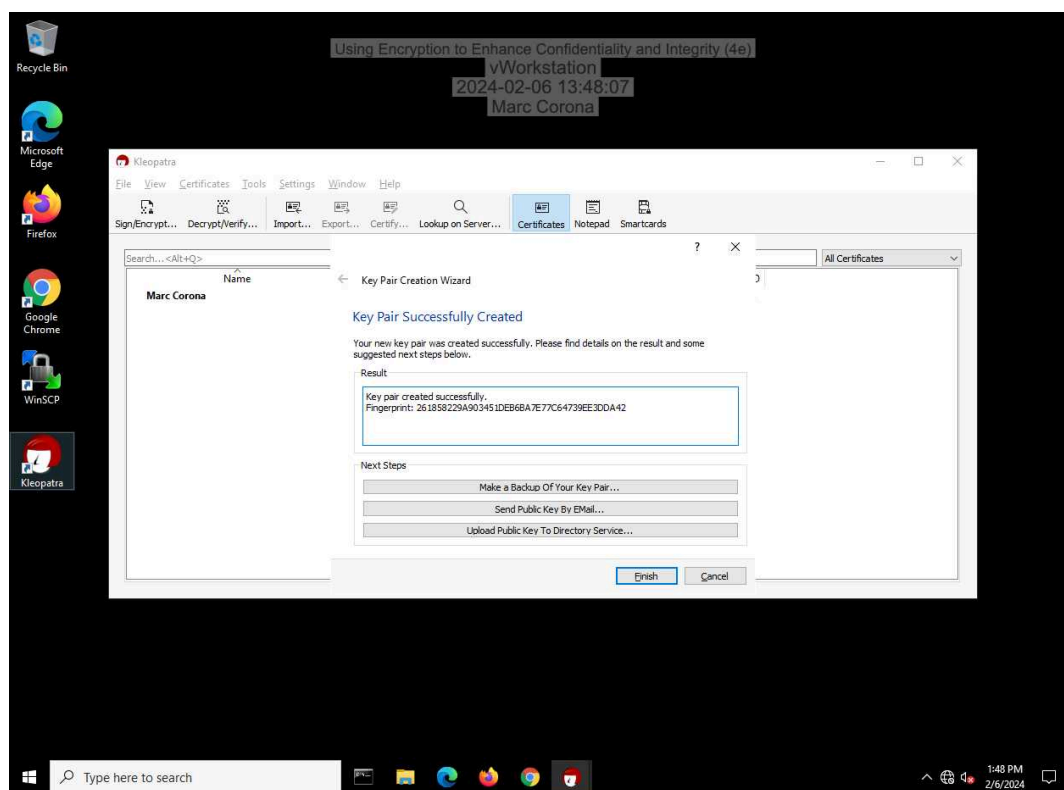 Using Encryption to Enhance Confidentiality and Integrity (4e)
vWorkstation
2024-02-06 13:48:07
Marc Corona
Recycle Bin
Microsoft
Edge
Firefox
Google
Chrome
WinSCP
Kleopatra
Kleopatra
File View Certificates Tools Settings Window Help
Sign/Encrypt... Decrypt/Verify... Import... Export... Certify... Lookup on Server... Certificates Notepad Smartcards
Search...<Alt+Q>
All Certificates
Name
Marc Corona
?
Key Pair Creation Wizard
Key Pair Successfully Created
Your new key pair was created successfully. Please find details on the result and some
suggested next steps below.
Result
Key pair created successfully.
Fingerprint: 261858229A903451DEB6BA7E77C64739EE3DDA42
Next Steps
Make a Backup Of Your Key Pair...
Send Public Key By EMail...
Upload Public Key To Directory Service...
Finish Cancel
Type here to search
1:48 PM
2/6/2024